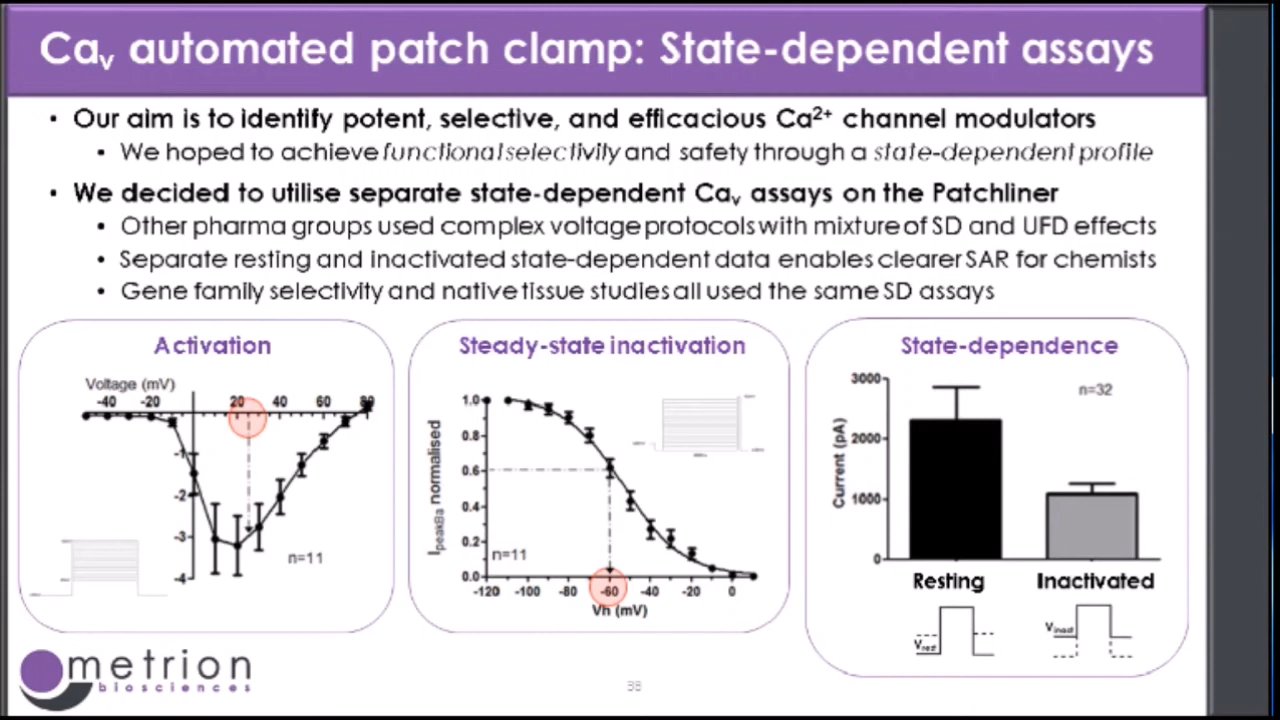 Caᵥ automated patch clamp: State-dependent assays
• Our aim is to identify potent, selective, and efficacious Ca²⁺ channel modulators
• We hoped to achieve functional selectivity and safety through a state-dependent profile
• We decided to utilise separate state-dependent Caᵥ assays on the Patchliner
• Other pharma groups used complex voltage protocols with mixture of SD and UFD effects
• Separate resting and inactivated state-dependent data enables clearer SAR for chemists
• Gene family selectivity and native tissue studies all used the same SD assays
Activation
Voltage (mV)
-40 -20 20 40 60 80
-1
-2
-3
-4
n=11
Steady-state inactivation
I peakBa normalised
1.0
0.8
0.6
0.4
0.2
0.0
n=11
-120 -100 -80 -60 -40 -20 0
Vh (mV)
State-dependence
Current (pA)
3000
2000
1000
0
n=32
Resting Inactivated
Vrest
Vinact
metrion
biosciences
38